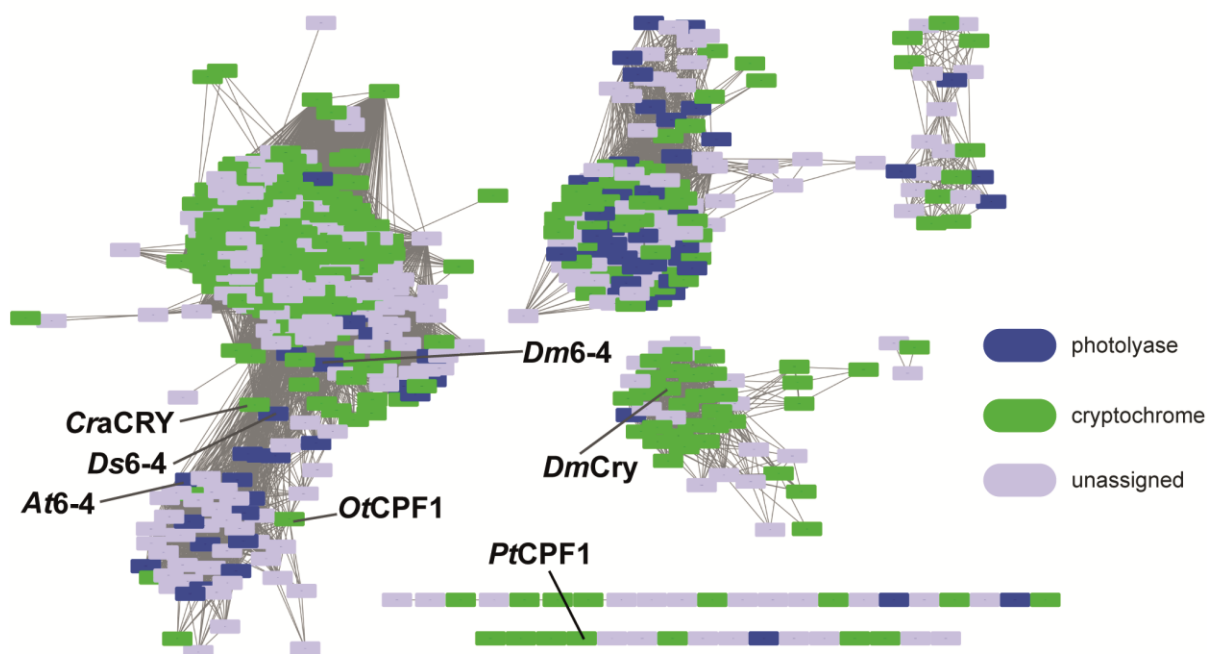 Dm6-4
CraCRY
Ds6-4
At6-4
OtCPF1
DmCry
PtCPF1
photolyase
cryptochrome
unassigned